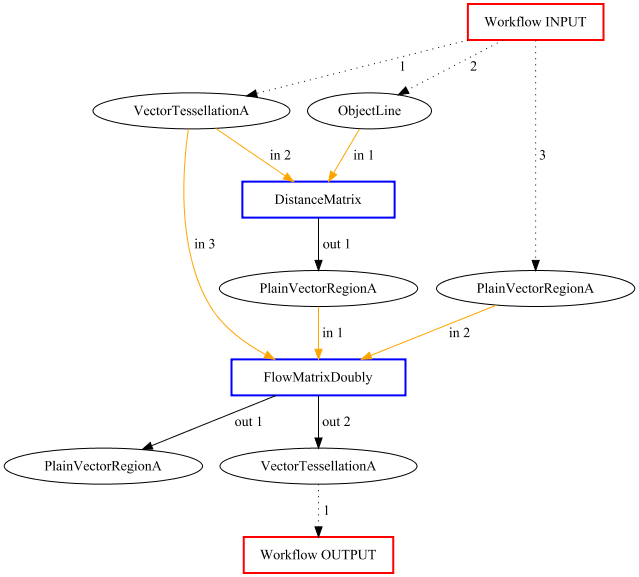 Workflow INPUT
1
2
VectorTessellationA
ObjectLine
in 2
in 1
3
DistanceMatrix
in 3
out 1
PlainVectorRegionA
PlainVectorRegionA
in 1
in 2
FlowMatrixDoubly
out 1
out 2
PlainVectorRegionA
VectorTessellationA
1
Workflow OUTPUT